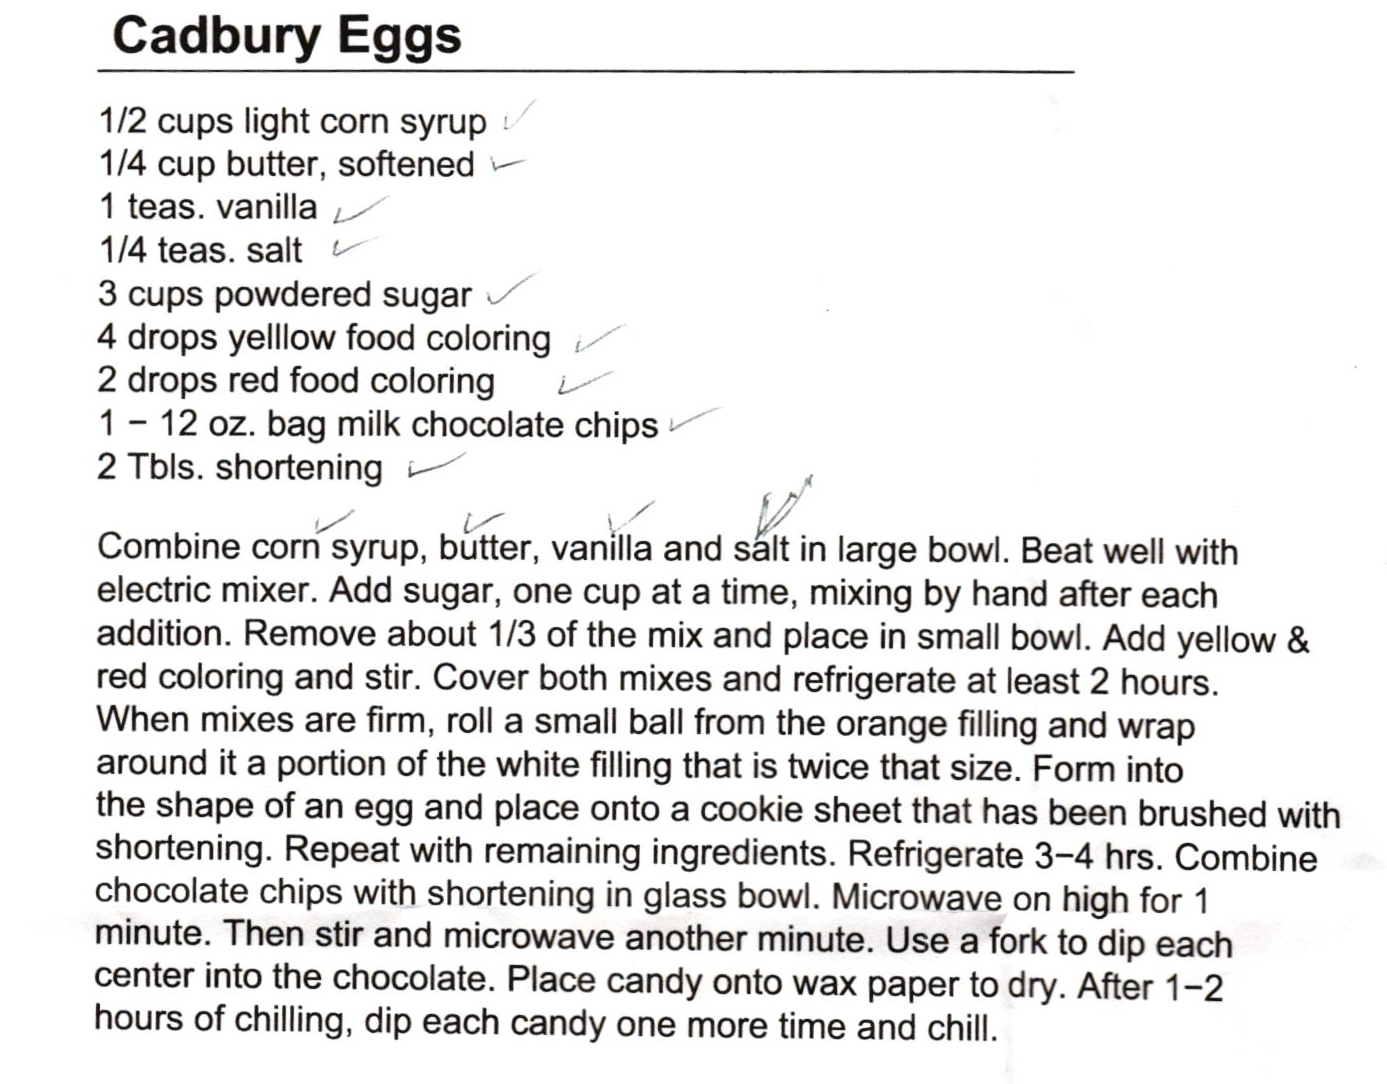 Cadbury Eggs
1/2 cups light corn syrup
1/4 cup butter, softened
1 teas. vanilla
1/4 teas. salt
3 cups powdered sugar
4 drops yelllow food coloring
2 drops red food coloring
1 – 12 oz. bag milk chocolate chips
2 Tbls. shortening
Combine corn syrup, butter, vanilla and salt in large bowl. Beat well with
electric mixer. Add sugar, one cup at a time, mixing by hand after each
addition. Remove about 1/3 of the mix and place in small bowl. Add yellow &
red coloring and stir. Cover both mixes and refrigerate at least 2 hours.
When mixes are firm, roll a small ball from the orange filling and wrap
around it a portion of the white filling that is twice that size. Form into
the shape of an egg and place onto a cookie sheet that has been brushed with
shortening. Repeat with remaining ingredients. Refrigerate 3–4 hrs. Combine
chocolate chips with shortening in glass bowl. Microwave on high for 1
minute. Then stir and microwave another minute. Use a fork to dip each
center into the chocolate. Place candy onto wax paper to dry. After 1–2
hours of chilling, dip each candy one more time and chill.